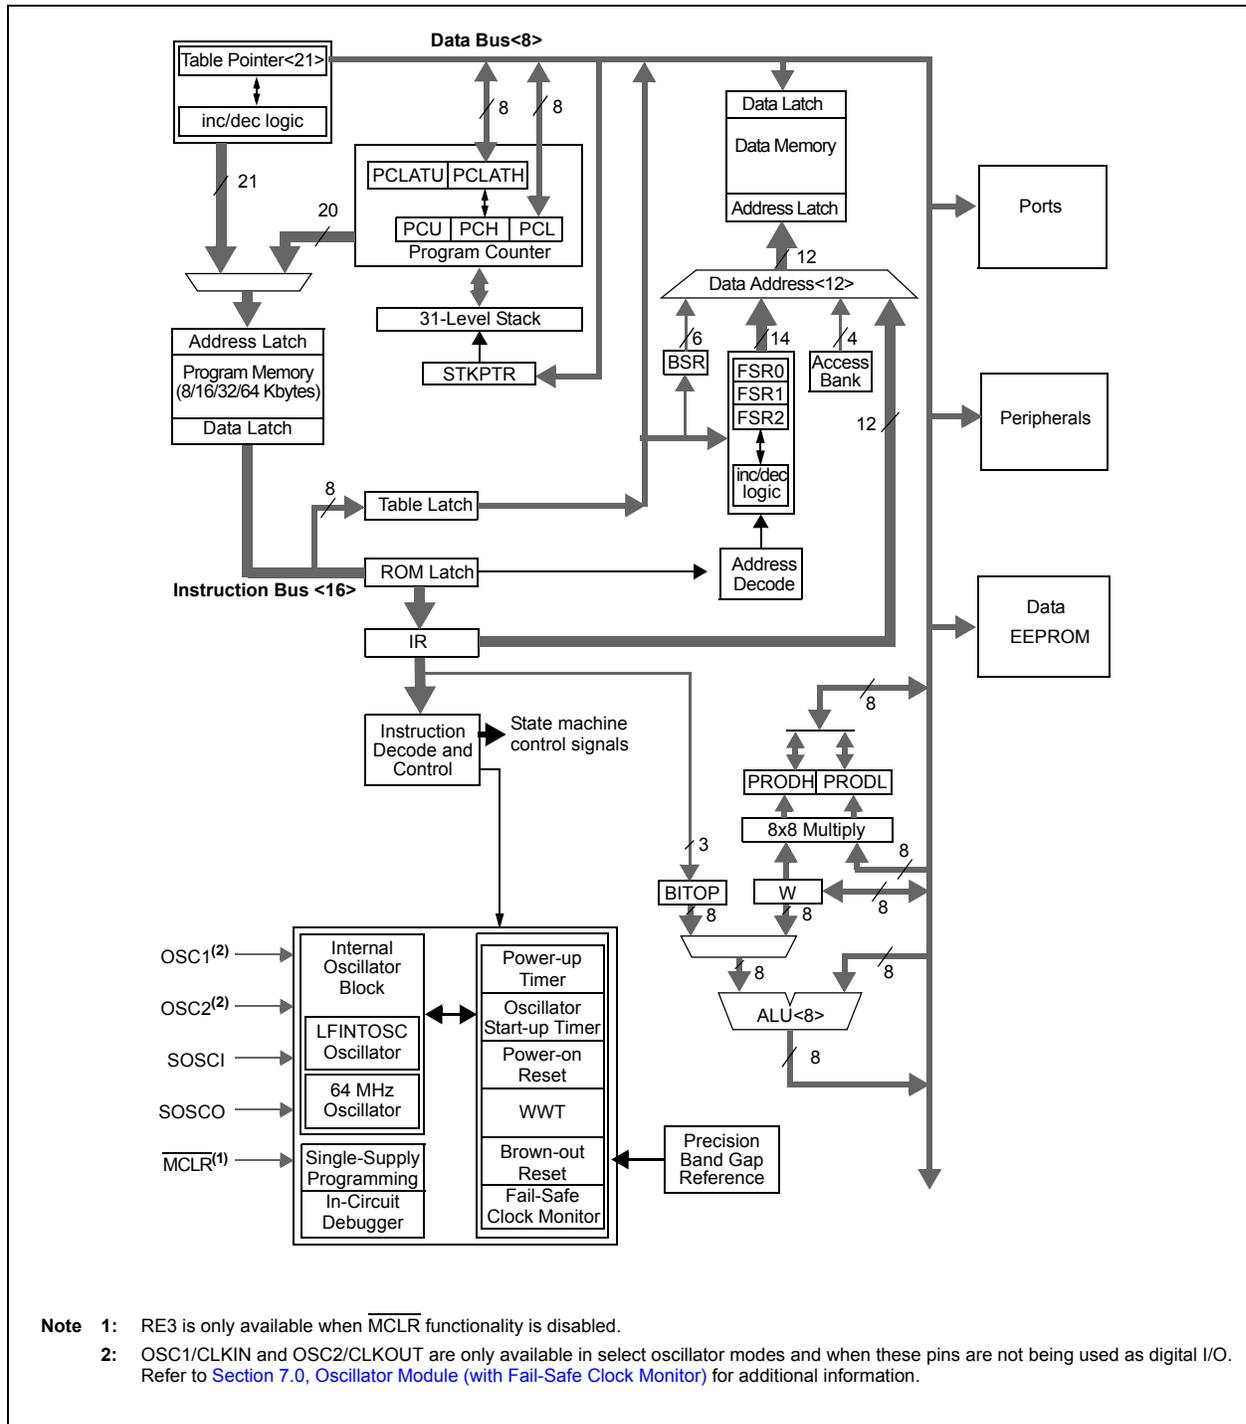 Data Bus<8>
Table Pointer<21>
inc/dec logic
21
20
8
8
PCLATU PCLATH
PCU PCH PCL
Program Counter
31-Level Stack
STKPTR
Address Latch
Program Memory
(8/16/32/64 Kbytes)
Data Latch
Data Latch
Data Memory
Address Latch
12
Data Address<12>
6
14
4
BSR
FSR0
FSR1
FSR2
inc/dec
logic
Access
Bank
12
Ports
Peripherals
Data
EEPROM
8
Table Latch
ROM Latch
Instruction Bus <16>
Address
Decode
IR
Instruction
Decode and
Control
State machine
control signals
8
PRODH PRODL
8x8 Multiply
3
8
BITOP
W
8
8
8
8
8
ALU<8>
8
OSC1(2)
OSC2(2)
SOSCI
SOSCO
MCLR(1)
Internal
Oscillator
Block
LFINTOSC
Oscillator
64 MHz
Oscillator
Single-Supply
Programming
In-Circuit
Debugger
Power-up
Timer
Oscillator
Start-up Timer
Power-on
Reset
WWT
Brown-out
Reset
Fail-Safe
Clock Monitor
Precision
Band Gap
Reference
Note 1: RE3 is only available when MCLR functionality is disabled.
2: OSC1/CLKIN and OSC2/CLKOUT are only available in select oscillator modes and when these pins are not being used as digital I/O.
Refer to Section 7.0, Oscillator Module (with Fail-Safe Clock Monitor) for additional information.